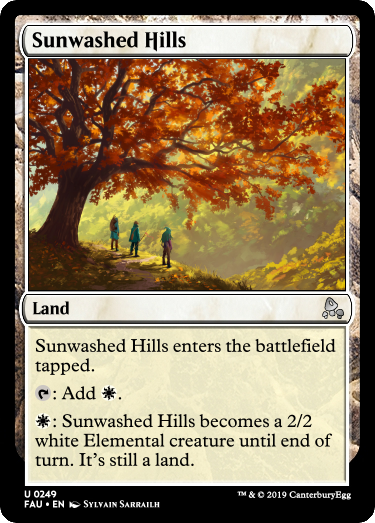 Sunwashed Hills
Land
Sunwashed Hills enters the battlefield
tapped.
: Add .
: Sunwashed Hills becomes a 2/2
white Elemental creature until end of
turn. It's still a land.
U 0249
FAU • EN Sylvain Sarrailh
™ & © 2019 CanterburyEgg